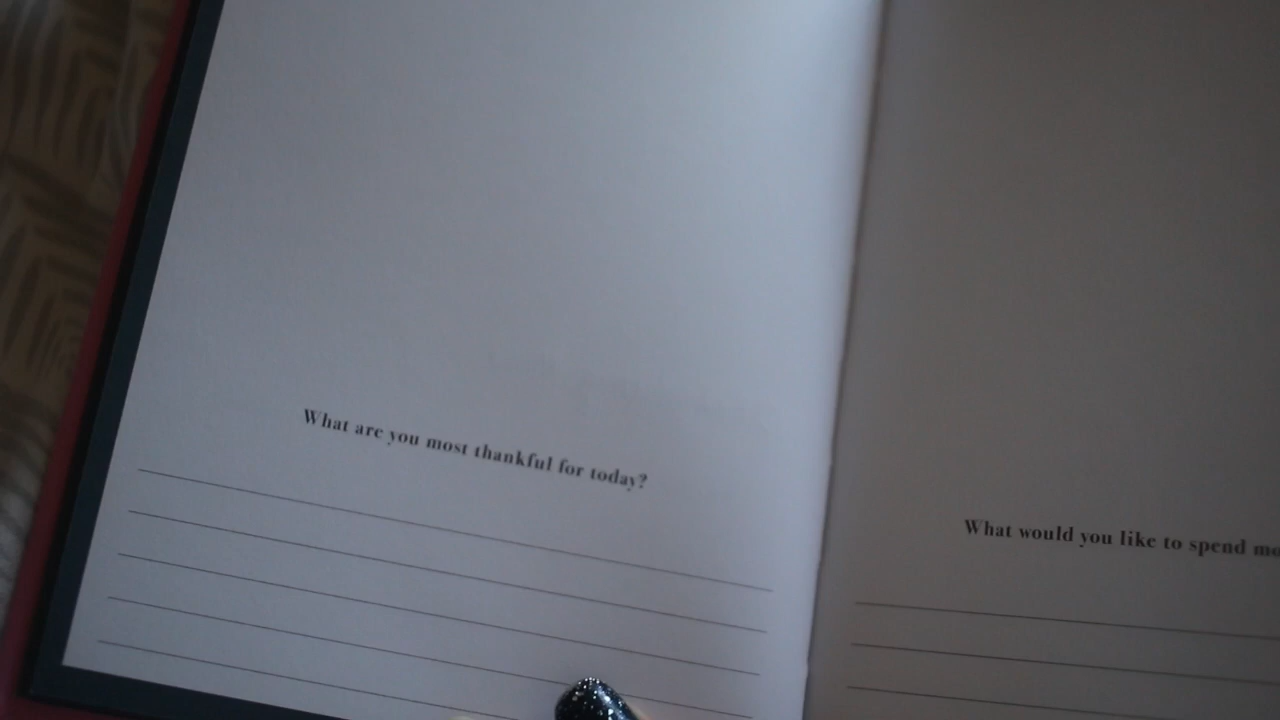 What are you most thankful for today?
What would you like to spend